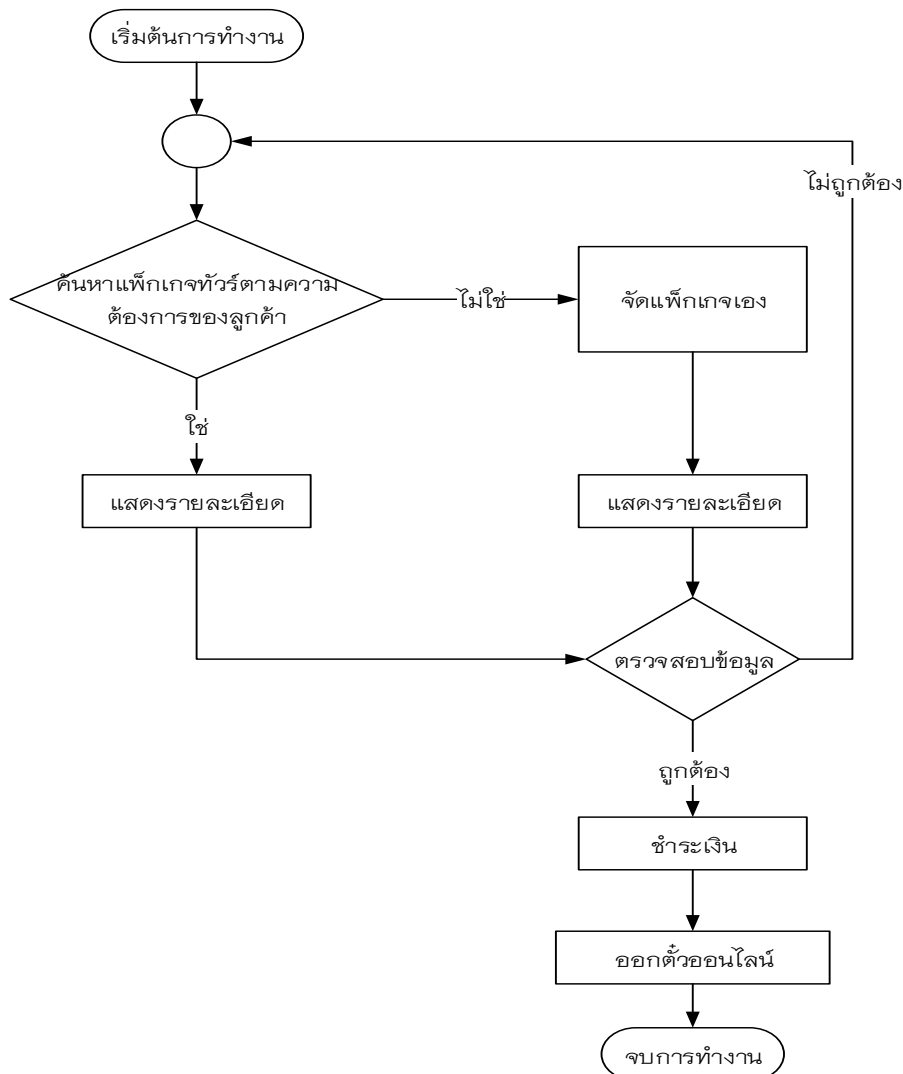 เริ่มต้นการทำงาน
ไม่ถูกต้อง
ค้นหาแพ็กเกจทัวร์ตามความ
ต้องการของลูกค้า
ไม่ใช่
จัดแพ็กเกจเอง
ใช่
แสดงรายละเอียด
แสดงรายละเอียด
ตรวจสอบข้อมูล
ถูกต้อง
ชำระเงิน
ออกตั๋วออนไลน์
จบการทำงาน